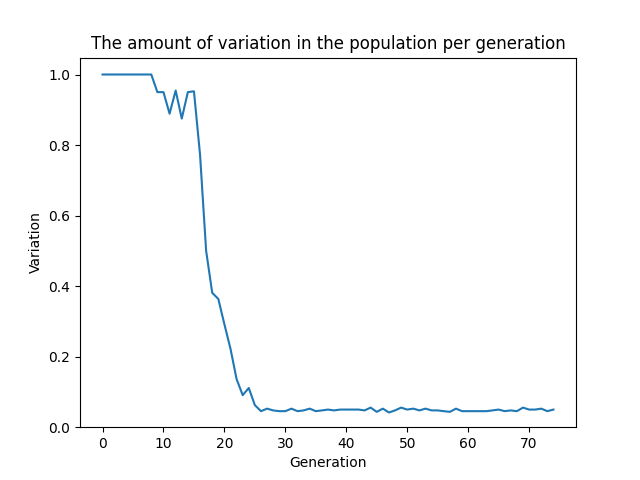 The amount of variation in the population per generation
1.0
0.8
0.6
0.4
0.2
0.0
Variation
0 10 20 30 40 50 60 70
Generation